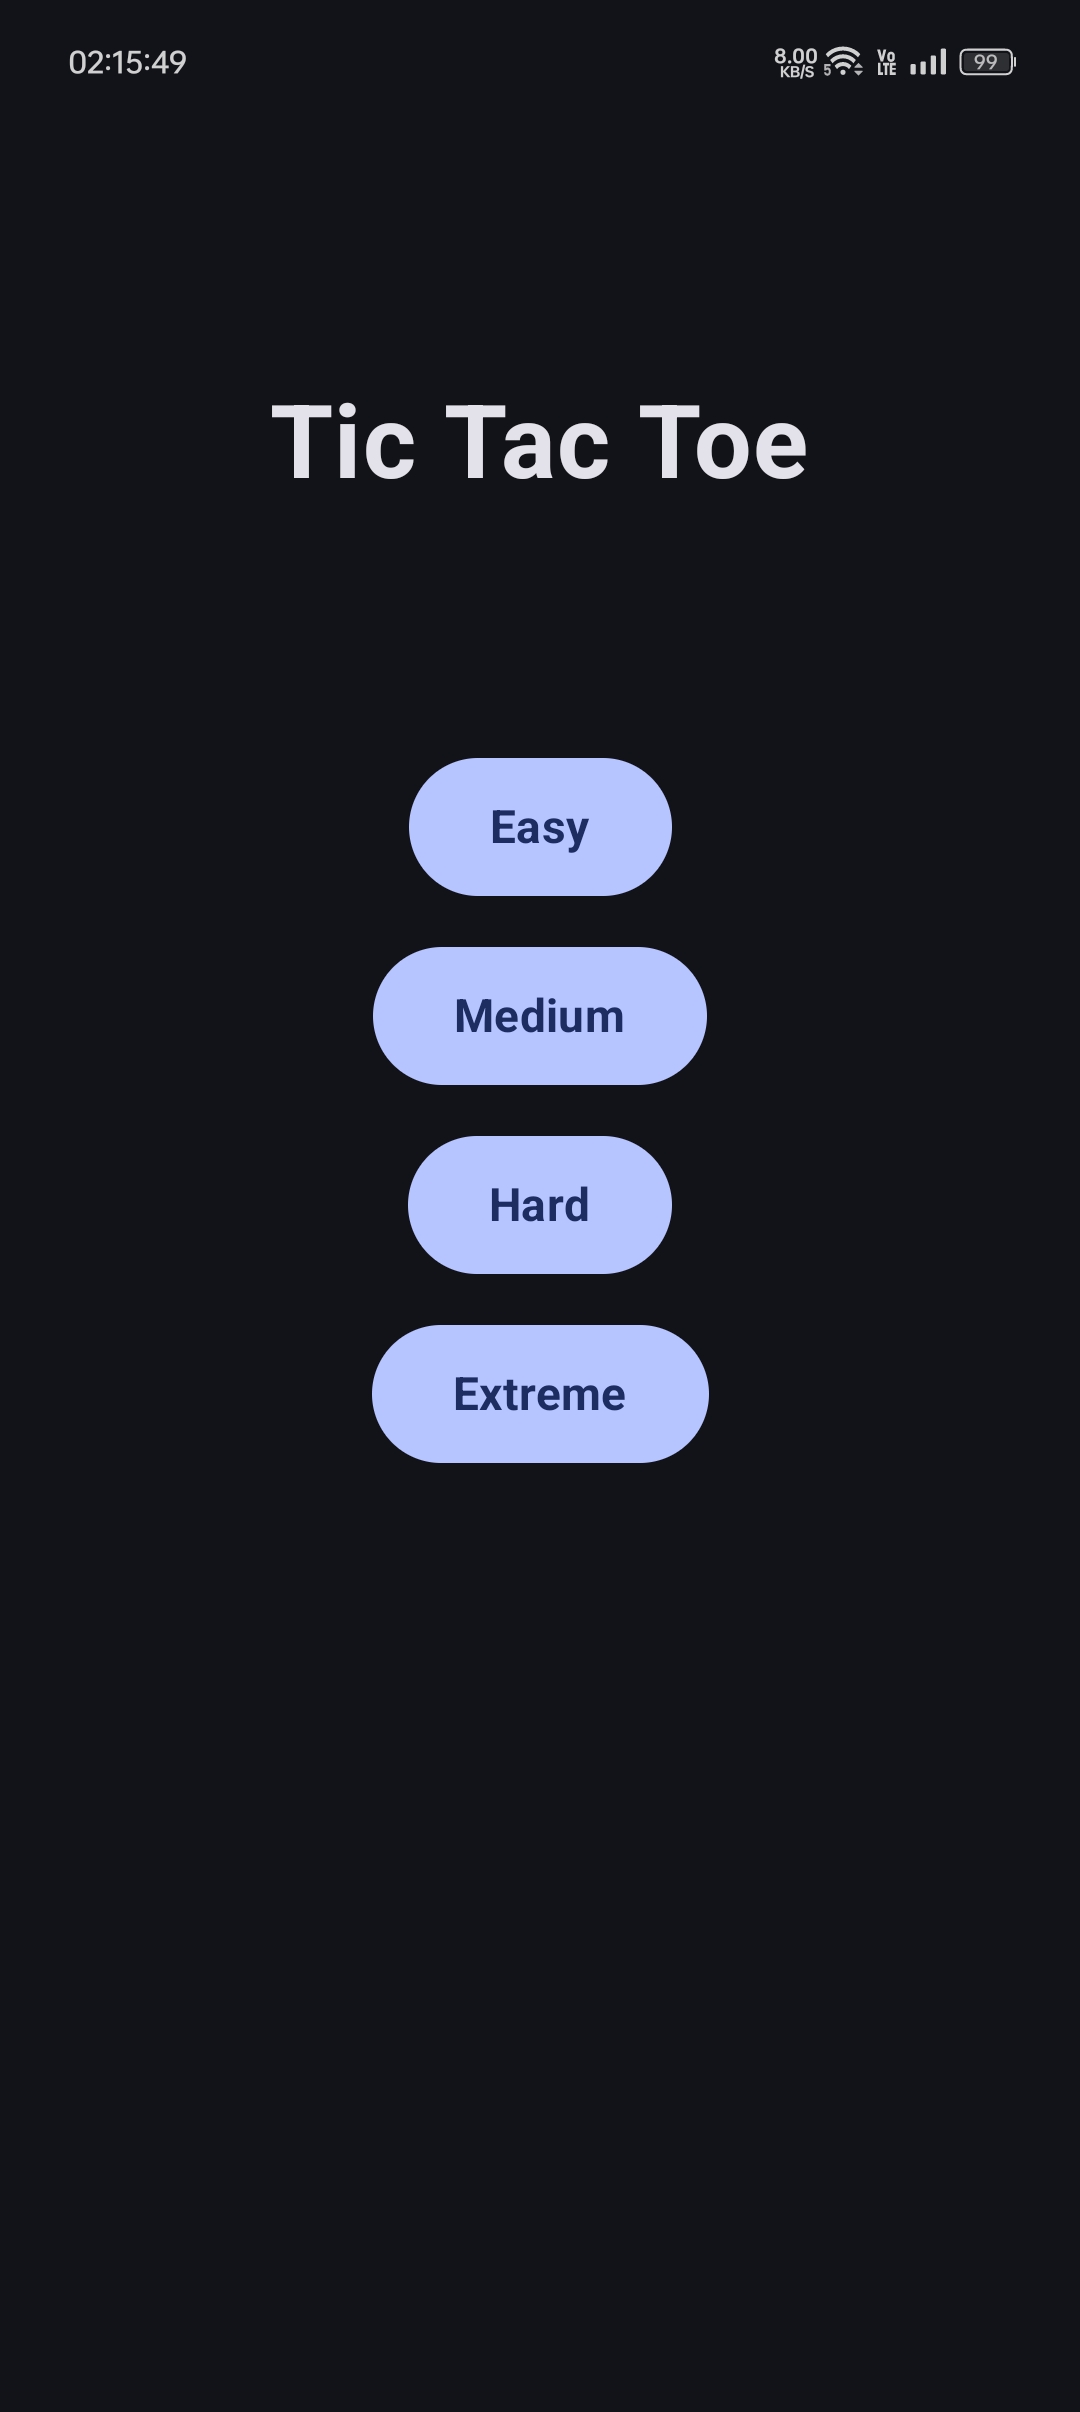 02:15:49
8.00
KB/S
5
Vo
LTE
99
Tic Tac Toe
Easy
Medium
Hard
Extreme